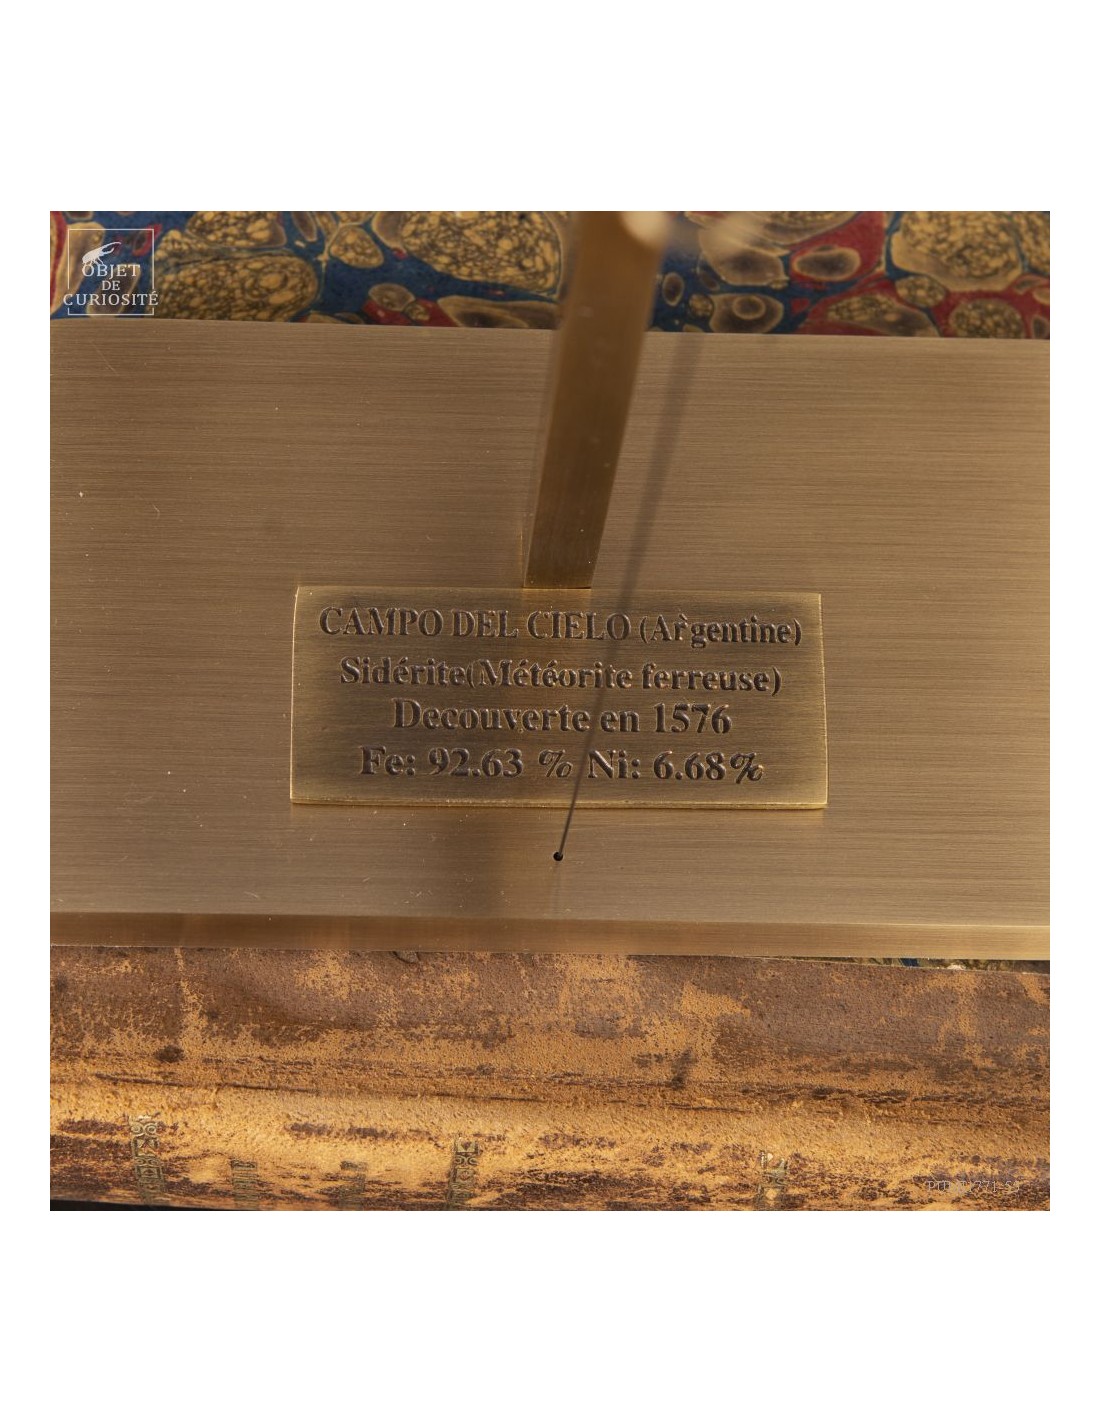 OBJET
DE
CURIOSITÉ
CAMPO DEL CIELO (Argentine)
Sidérite(Météorite ferreuse)
Decouverte en 1576
Fe: 92.63 % Ni: 6.68%